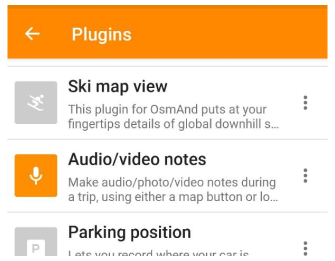 Plugins
Ski map view
This plugin for OsmAnd puts at your
fingertips details of global downhill s...
Audio/video notes
Make audio/photo/video notes during
a trip, using either a map button or lo...
Parking position
P
Lets you record where your car is